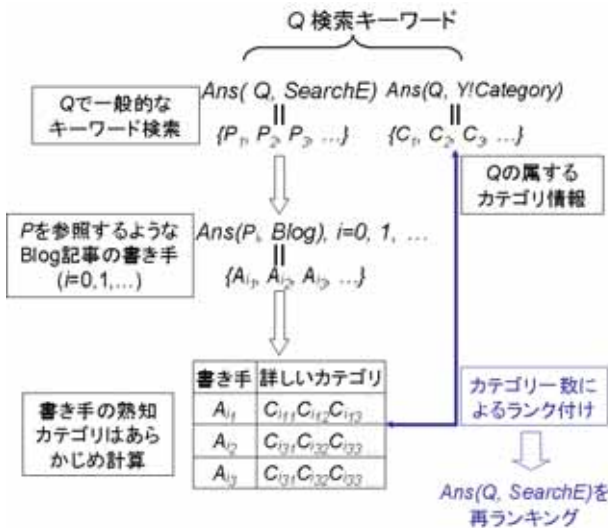 Q 検索キーワード
Ans( Q, SearchE) Ans(Q, Y!Category)
Qで一般的な
キーワード検索
{P₁, P₂, P₃, …} {C₁, C₂, C₃, …}
Qの属する
カテゴリ情報
Pを参照するような
Blog記事の書き手
(i=0,1,…)
Ans(Pᵢ, Blog), i=0, 1, …
{Aᵢ₁, Aᵢ₂, Aᵢ₃, …}
書き手 詳しいカテゴリ
Aᵢ₁ Cᵢ₁₁Cᵢ₁₂Cᵢ₁₃
Aᵢ₂ Cᵢ₃₁Cᵢ₃₂Cᵢ₃₃
Aᵢ₃ Cᵢ₃₁Cᵢ₃₂Cᵢ₃₃
書き手の熟知
カテゴリはあら
かじめ計算
カテゴリー数に
よるランク付け
Ans(Q, SearchE)を
再ランキング